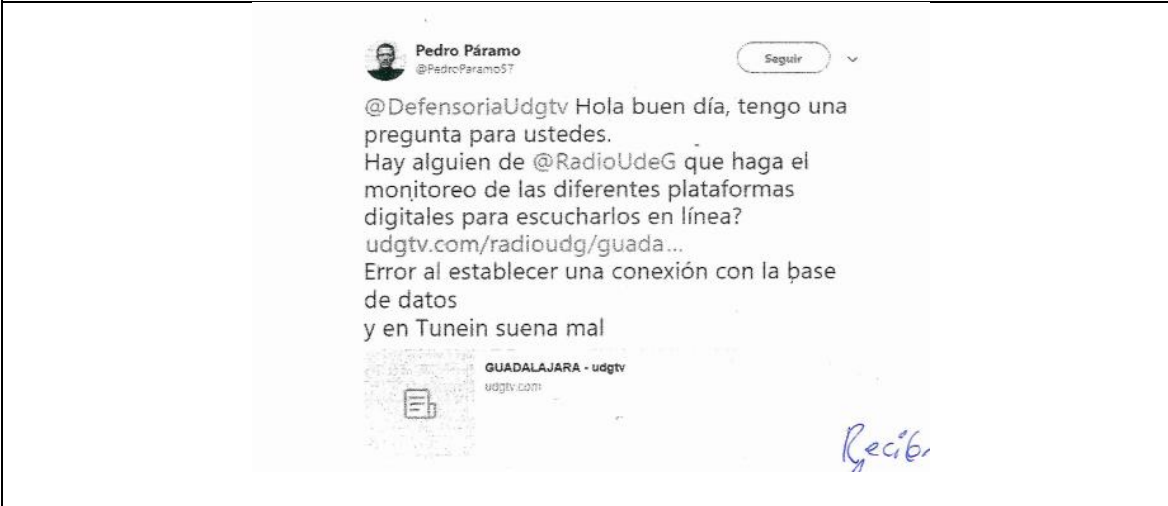 Pedro Páramo
@PedroParamo57
Seguir
@DefensoriaUdgtv Hola buen día, tengo una
pregunta para ustedes.
Hay alguien de @RadioUdeG que haga el
monitoreo de las diferentes plataformas
digitales para escucharlos en línea?
udgtv.com/radioudg/guada...
Error al establecer una conexión con la base
de datos
y en Tunein suena mal
GUADALAJARA - udgtv
udgtv.com